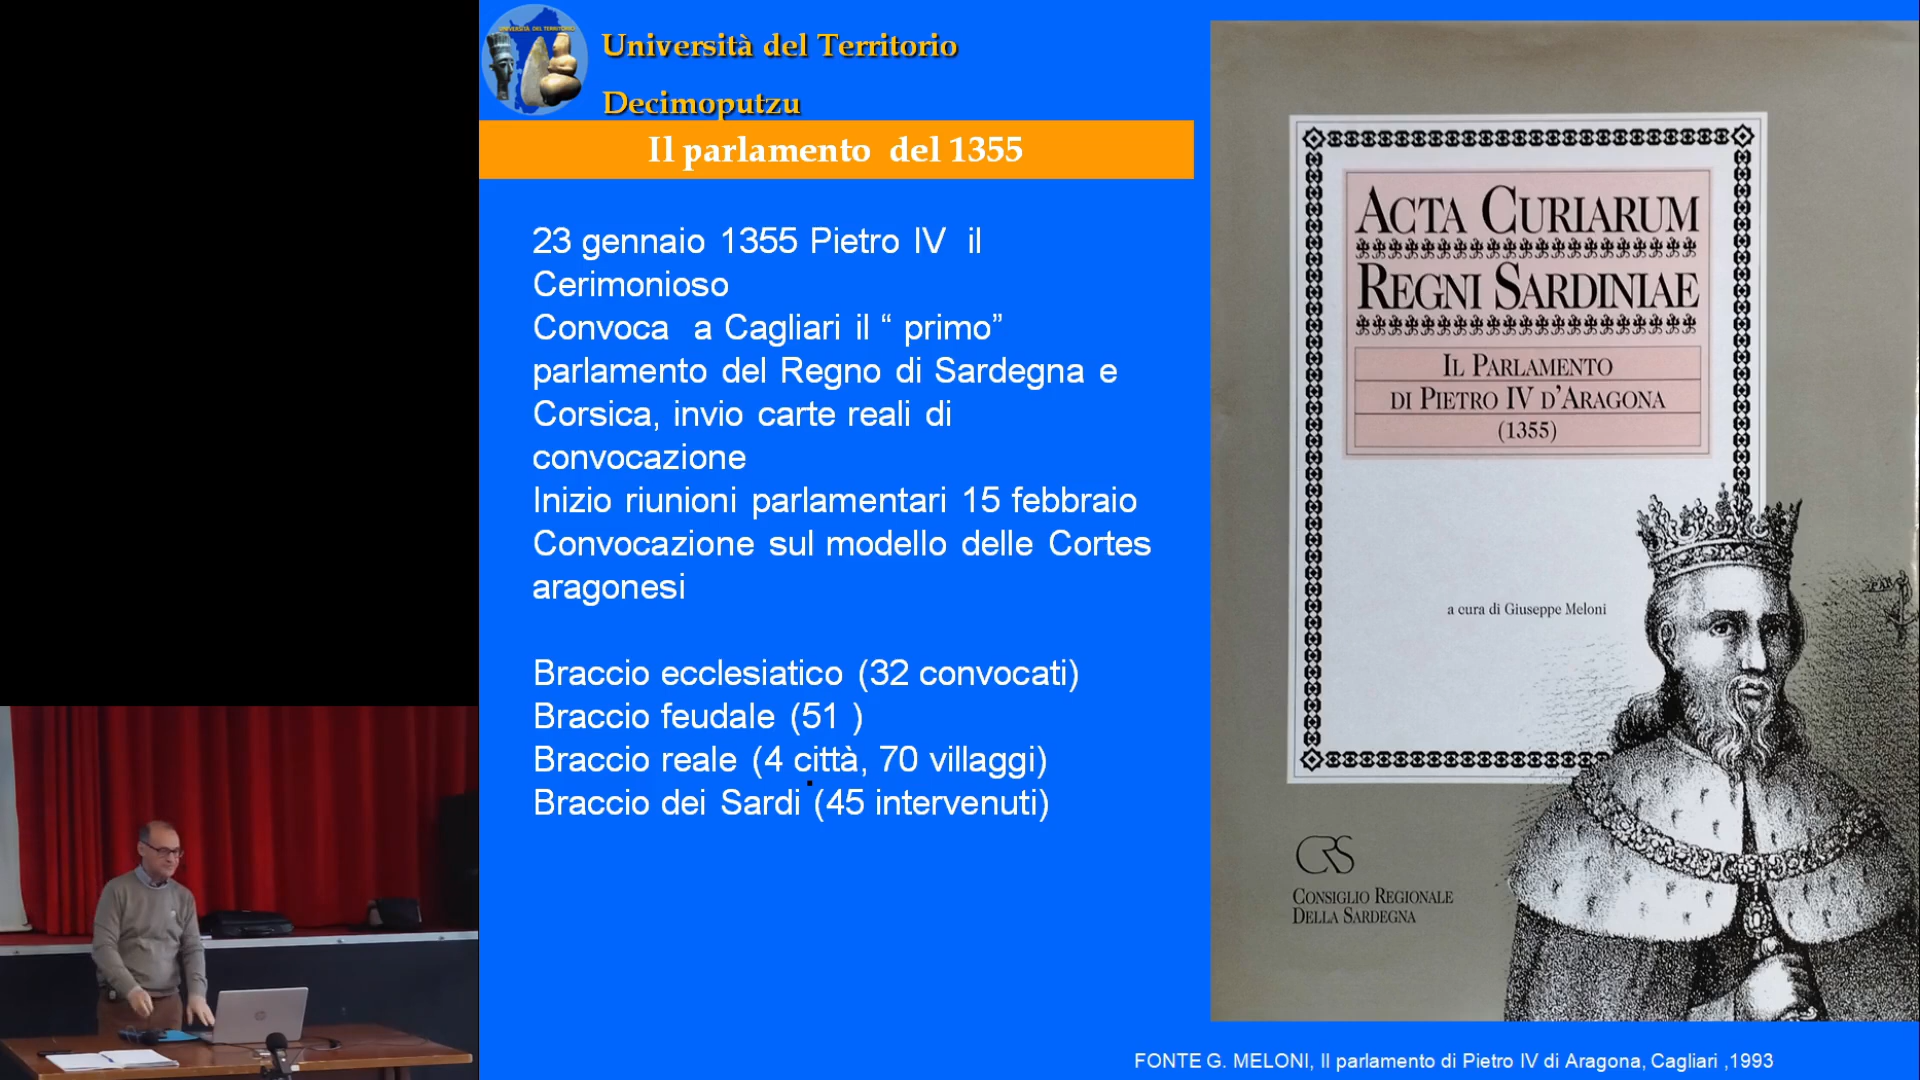 UNIVERSITÀ DEL TERRITORIO
Università del Territorio
Decimoputzu
Il parlamento del 1355
23 gennaio 1355 Pietro IV il
Cerimonioso
Convoca a Cagliari il “ primo”
parlamento del Regno di Sardegna e
Corsica, invio carte reali di
convocazione
Inizio riunioni parlamentari 15 febbraio
Convocazione sul modello delle Cortes
aragonesi
Braccio ecclesiatico (32 convocati)
Braccio feudale (51 )
Braccio reale (4 città, 70 villaggi)
Braccio dei Sardi (45 intervenuti)
ACTA CURIARUM
REGNI SARDINIAE
IL PARLAMENTO
DI PIETRO IV D'ARAGONA
(1355)
a cura di Giuseppe Meloni
CRS
CONSIGLIO REGIONALE
DELLA SARDEGNA
FONTE G. MELONI, Il parlamento di Pietro IV di Aragona, Cagliari ,1993